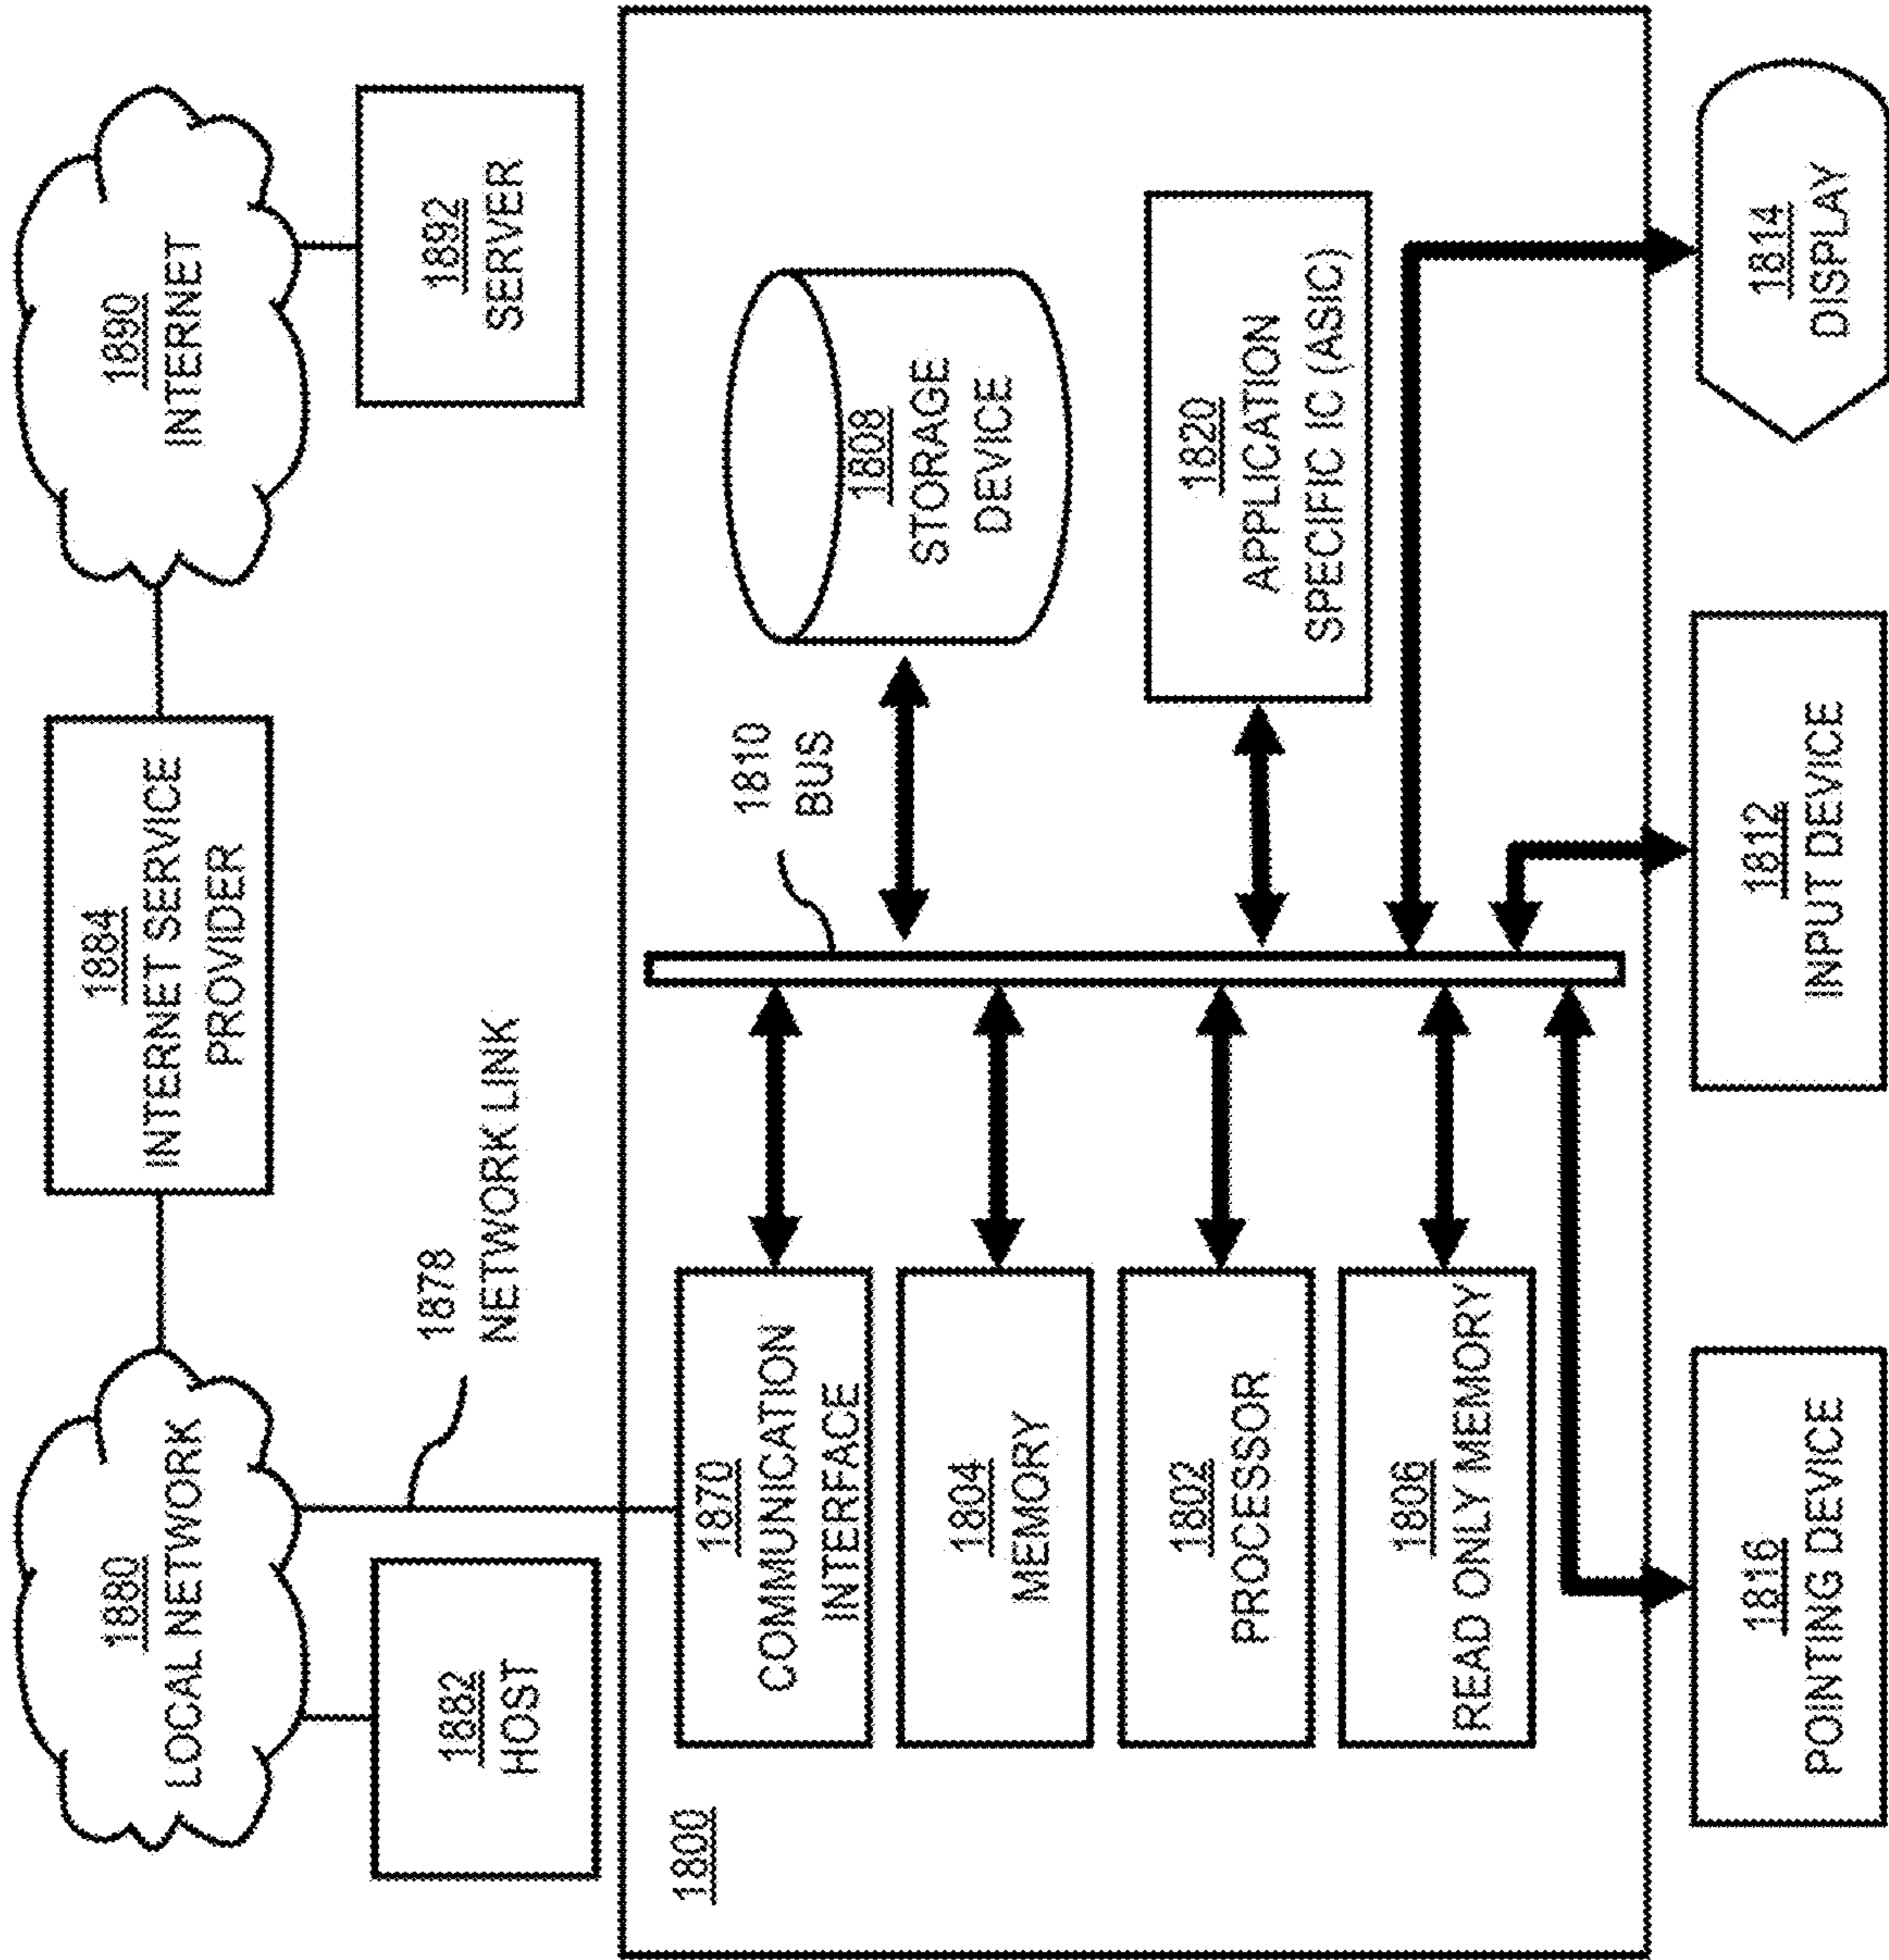 1880
LOCAL NETWORK
1884
INTERNET SERVICE
PROVIDER
1890
INTERNET
1882
HOST
1878
NETWORK LINK
1892
SERVER
1800
1870
COMMUNICATION
INTERFACE
1810
BUS
1808
STORAGE
DEVICE
1804
MEMORY
1802
PROCESSOR
1820
APPLICATION
SPECIFIC IC (ASIC)
1806
READ ONLY MEMORY
1816
POINTING DEVICE
1812
INPUT DEVICE
1814
DISPLAY